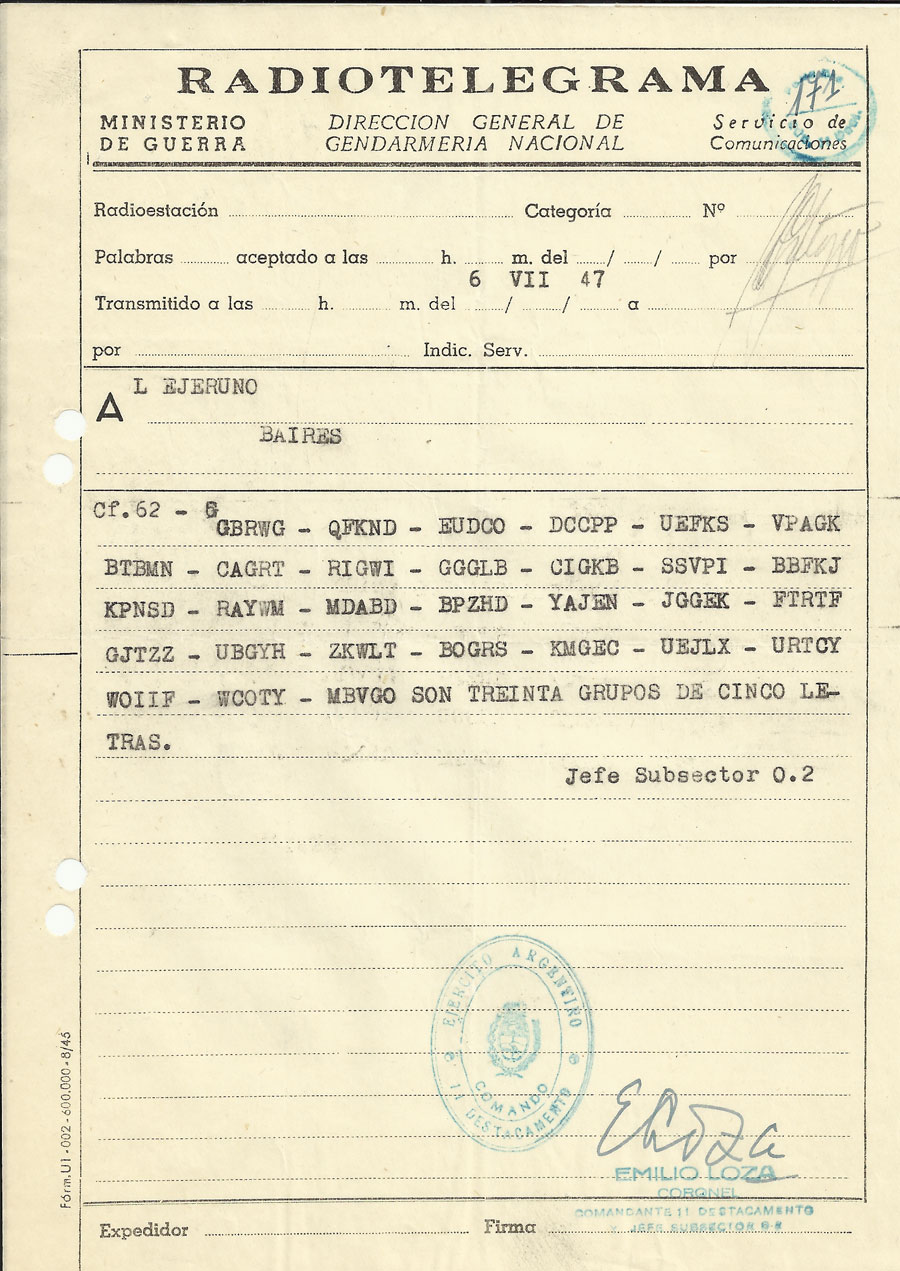 RADIOTELEGRAMA
MINISTERIO
DE GUERRA
DIRECCION GENERAL DE
GENDARMERIA NACIONAL
Servicio de
Comunicaciones
171
Radioestación Categoría Nº
Palabras aceptado a las h. m. del / / por
6 VII 47
Transmitido a las h. m. del / / a
por Indic. Serv.
A L EJERUNO
BAIRES
Cf.62 - 6
GBRWG - QFKND - EUDCO - DCCPP - UEFKS - VPAGK
BTBMN - CAGRT - RIGWI - GGGLB - CIGKB - SSVPI - BBFKJ
KPNSD - RAYWM - MDABD - BPZHD - YAJEN - JGGEK - FTRTF
GJTZZ - UBGYH - ZKWLT - BOGRS - KMGEC - UEJLX - URTCY
WOIIF - WCOTY - MBVGO SON TREINTA GRUPOS DE CINCO LE-
TRAS.
Jefe Subsector O.2
EJERCITO ARGENTINO
COMANDO
11 DESTACAMENTO
E Loza
EMILIO LOZA
CORONEL
COMANDANTE 11 DESTACAMENTO
JEFE SUBSECTOR
Expedidor Firma
Fórm.U1-002-600.000-8/45